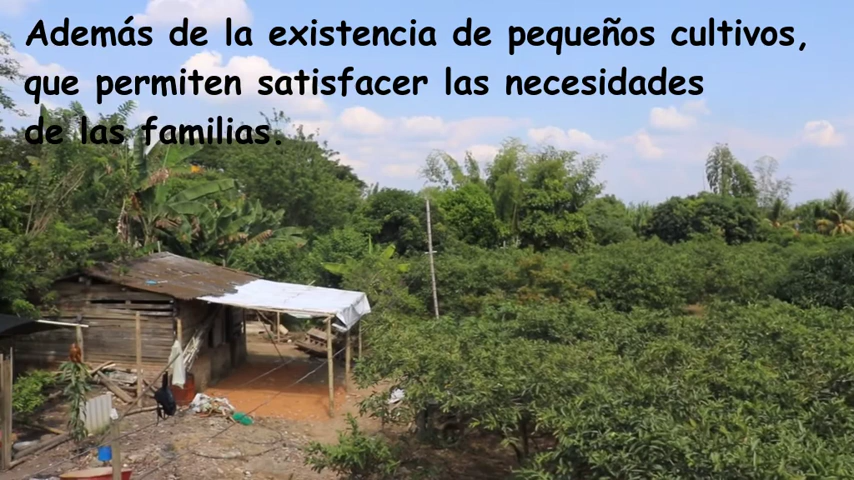 Además de la existencia de pequeños cultivos,
que permiten satisfacer las necesidades
de las familias.